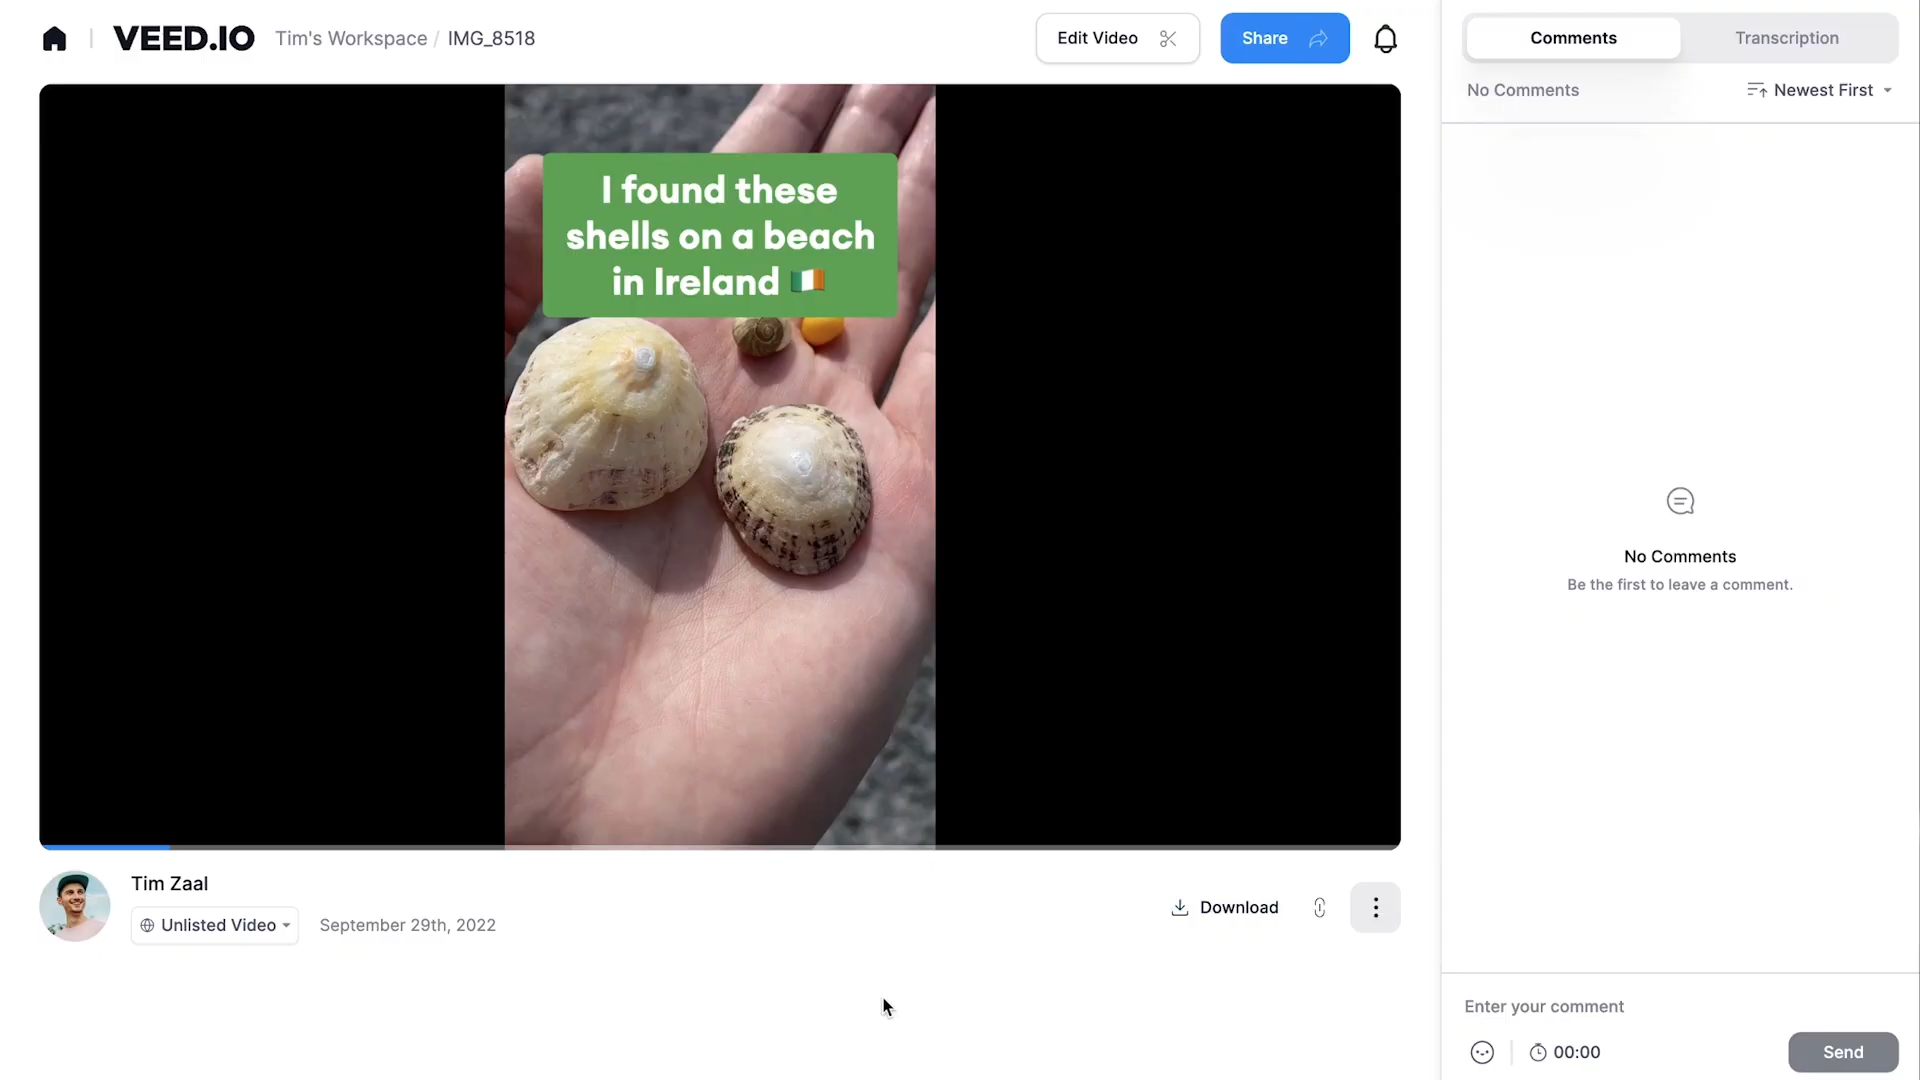 VEED.IO
Tim's Workspace / IMG_8518
Edit Video
Share
Comments
Transcription
No Comments
Newest First
I found these
shells on a beach
in Ireland 🇮🇪
No Comments
Be the first to leave a comment.
Tim Zaal
Unlisted Video
September 29th, 2022
Download
Enter your comment
00:00
Send